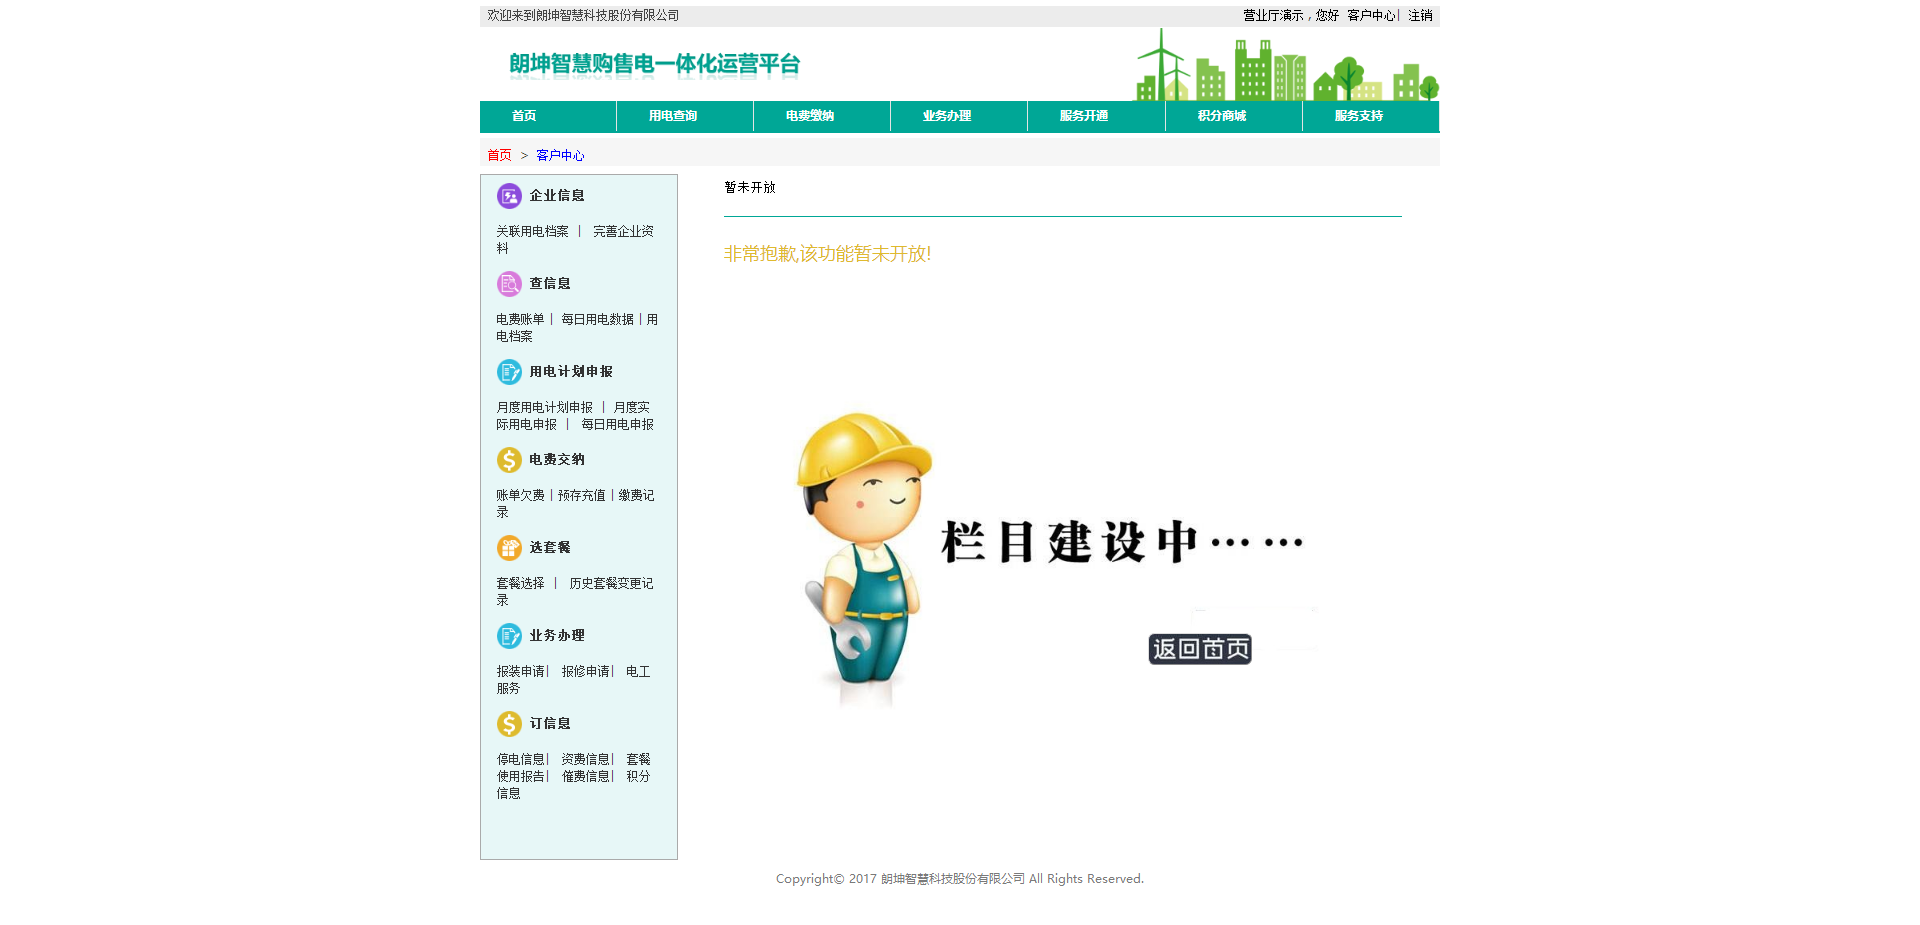 欢迎来到朗坤智慧科技股份有限公司
营业厅演示，您好 客户中心| 注销
朗坤智慧购售电一体化运营平台
首页 用电查询 电费缴纳 业务办理 服务开通 积分商城 服务支持
首页 > 客户中心
企业信息
关联用电档案 | 完善企业资
料
查信息
电费账单 | 每日用电数据 | 用
电档案
用电计划申报
月度用电计划申报 | 月度实
际用电申报 | 每日用电申报
电费交纳
账单欠费 | 预存充值 | 缴费记
录
选套餐
套餐选择 | 历史套餐变更记
录
业务办理
报装申请| 报修申请| 电工
服务
订信息
停电信息| 资费信息| 套餐
使用报告| 催费信息| 积分
信息
暂未开放
非常抱歉,该功能暂未开放!
栏目建设中……
返回首页
Copyright© 2017 朗坤智慧科技股份有限公司 All Rights Reserved.